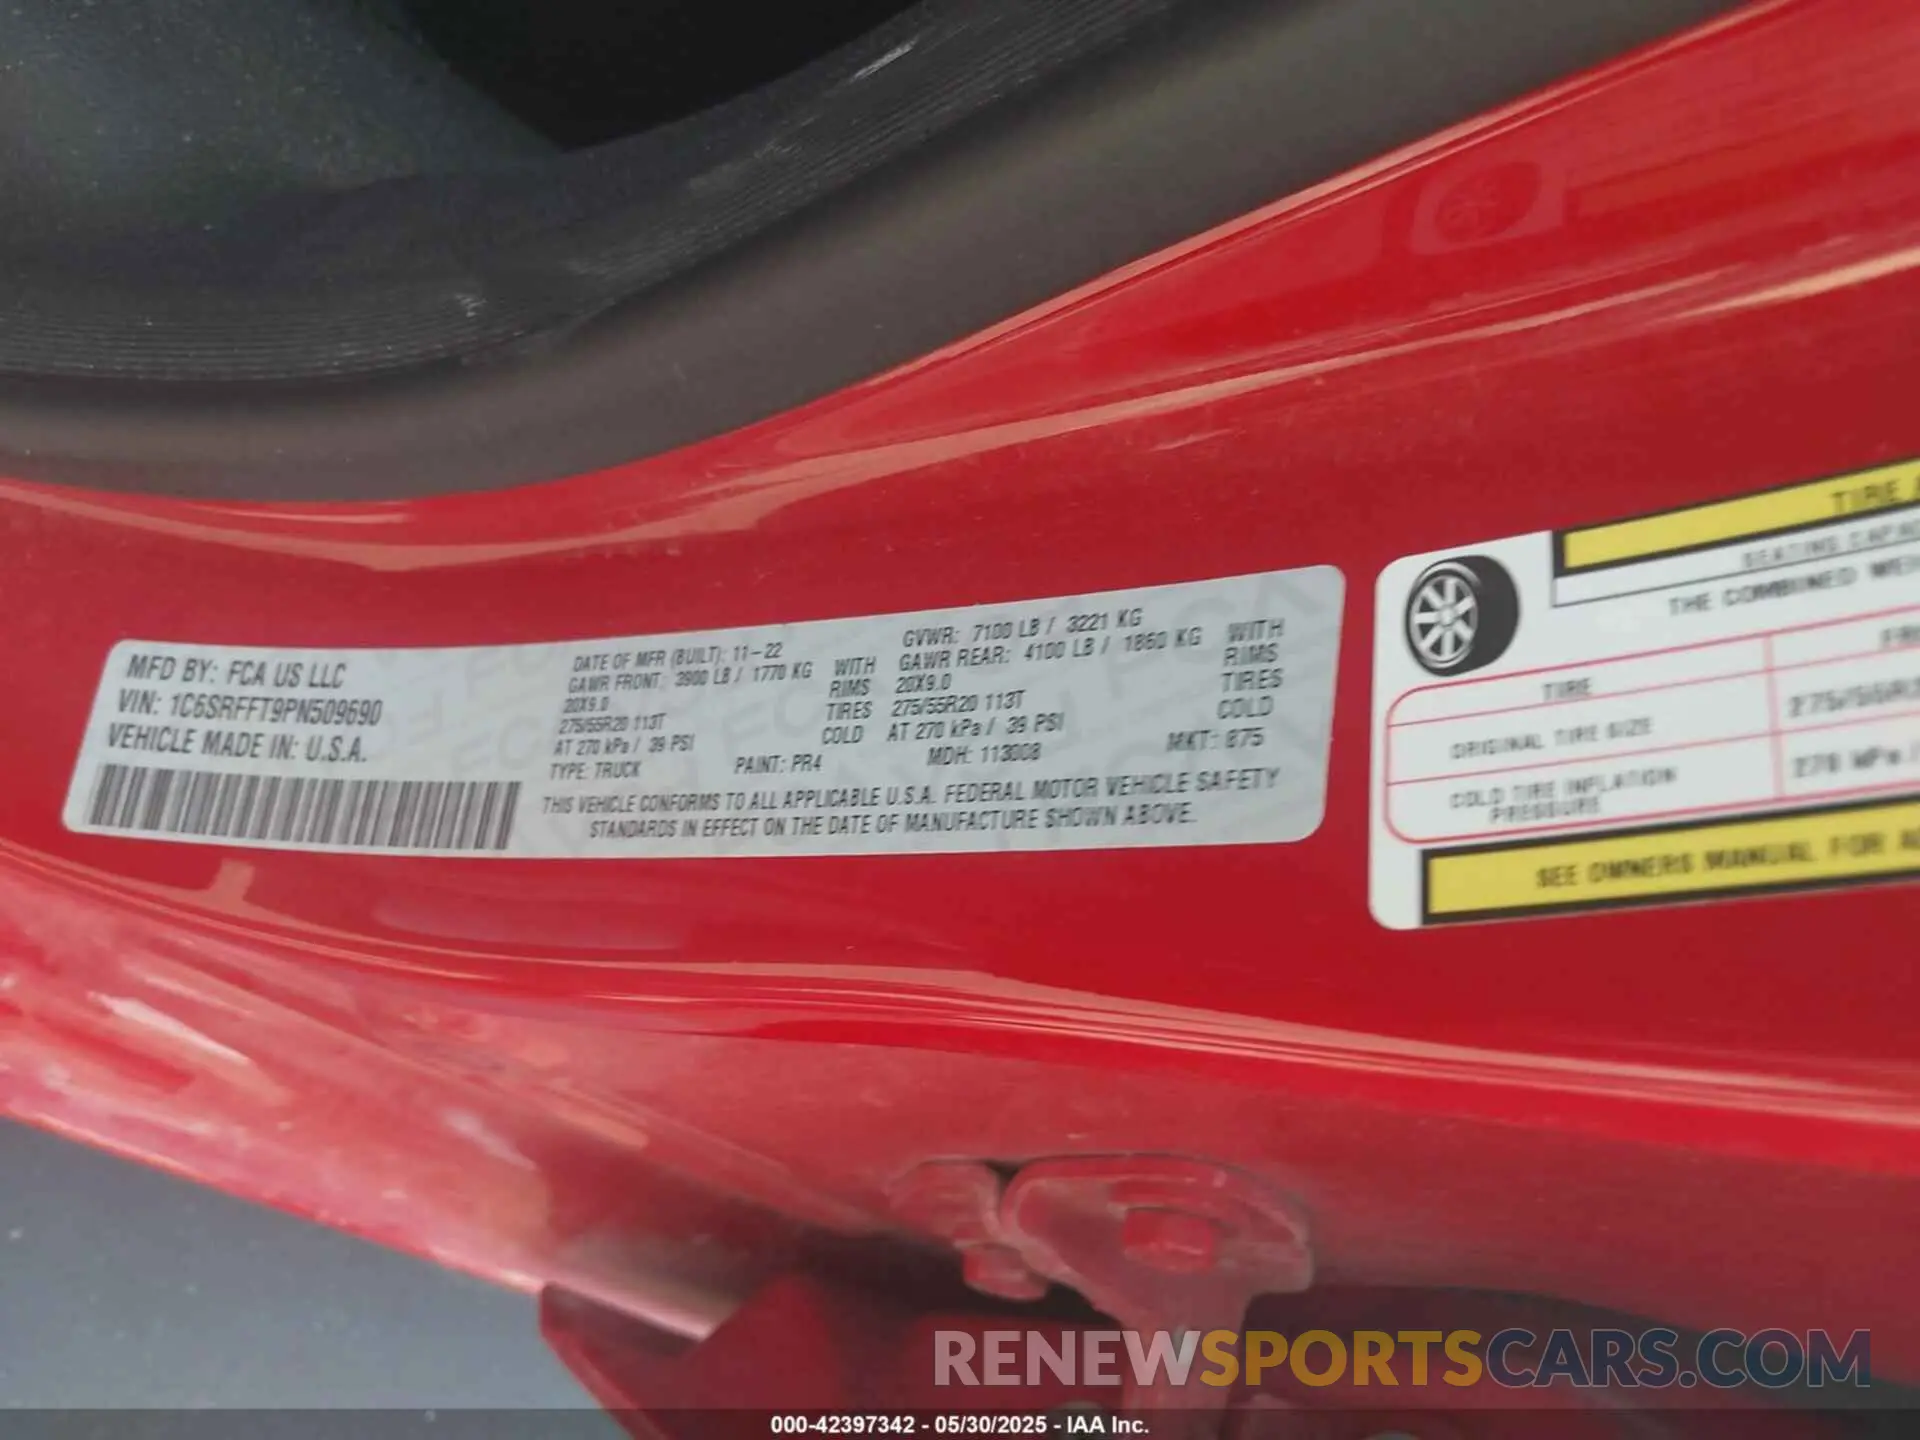 MFD BY: FCA US LLC
VIN: 1C6SRFFT9PN509690
VEHICLE MADE IN: U.S.A.
DATE OF MFR (BUILT): 11-22
GAWR FRONT: 3900 LB / 1770 KG WITH
20X9.0 RIMS
275/55R20 113T TIRES
AT 270 kPa / 39 PSI COLD
GVWR: 7100 LB / 3221 KG
GAWR REAR: 4100 LB / 1860 KG WITH
20X9.0 RIMS
275/55R20 113T TIRES
AT 270 kPa / 39 PSI COLD
TYPE: TRUCK PAINT: PR4 MDH: 113008 MKT: 875
THIS VEHICLE CONFORMS TO ALL APPLICABLE U.S.A. FEDERAL MOTOR VEHICLE SAFETY
STANDARDS IN EFFECT ON THE DATE OF MANUFACTURE SHOWN ABOVE.
TIRE
SEATING
THE COMBINED
TIRE
ORIGINAL TIRE SIZE
COLD TIRE INFLATION
PRESSURE
SEE OWNERS MANUAL FOR
RENEWSPORTSCARS.COM
000-42397342 - 05/30/2025 - IAA Inc.